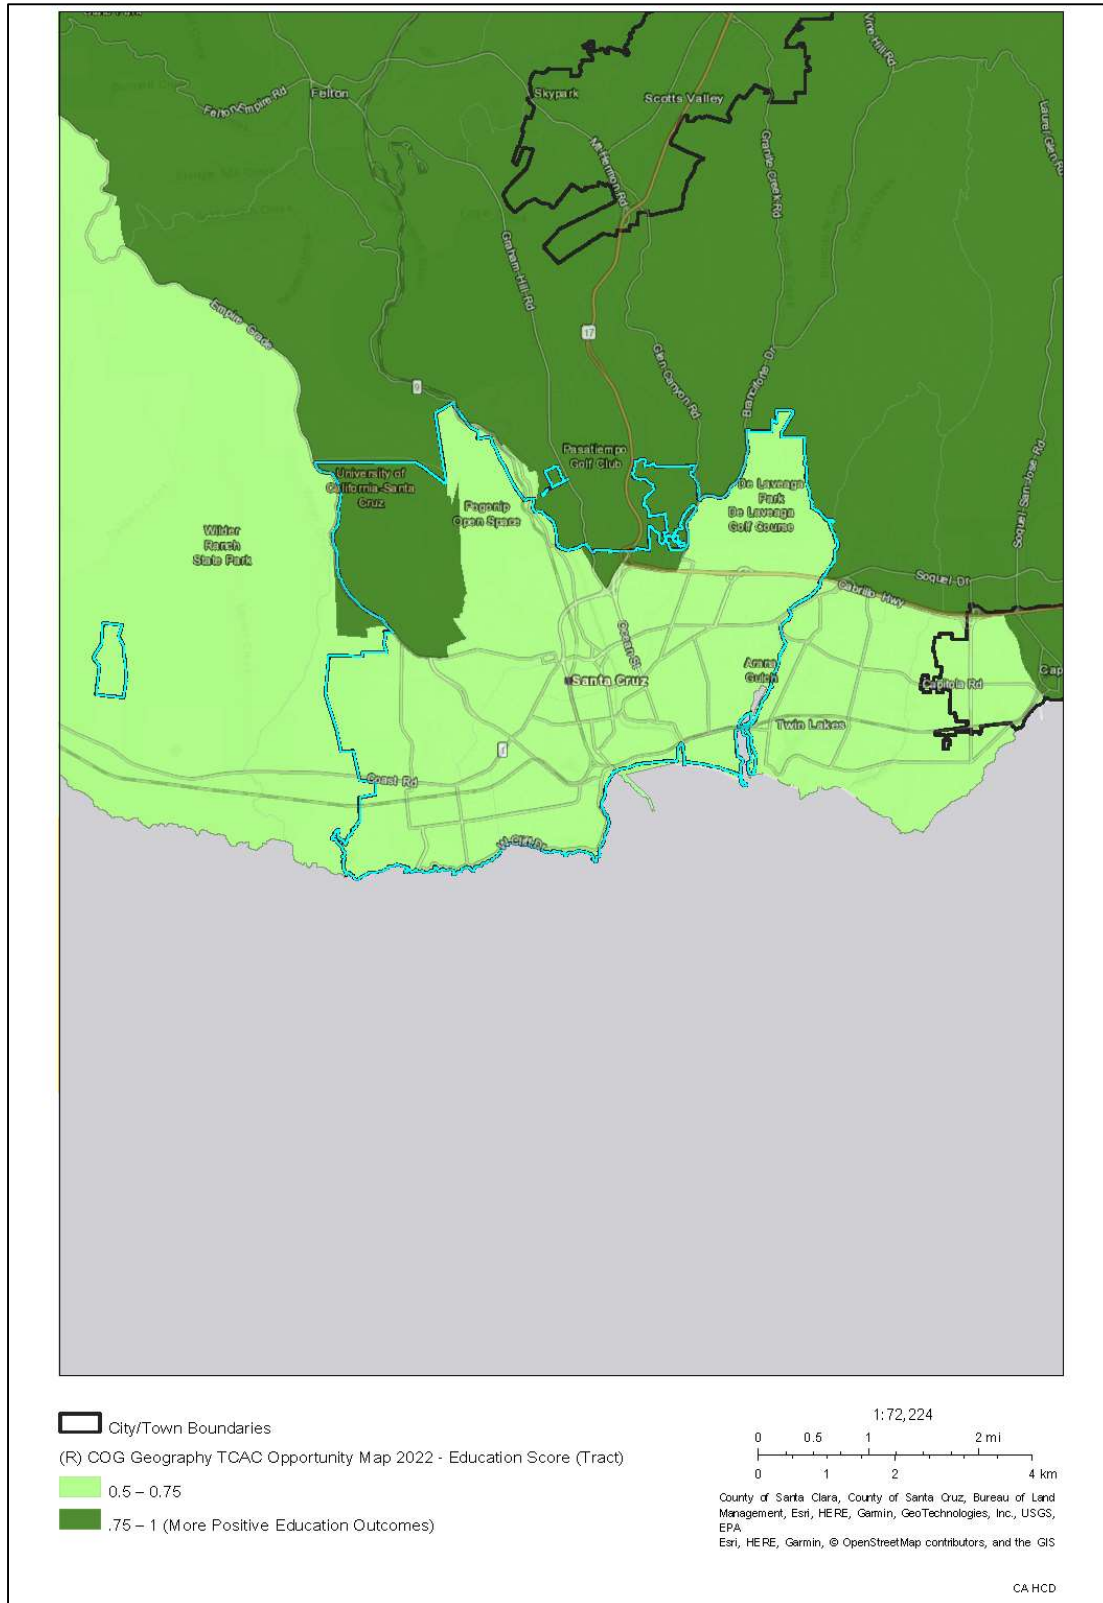 Vine Hill Rd
Felton
Felton Empire Rd
Skypark
Scotts Valley
Laurel Glen Rd
Mt Hermon Rd
Granite Creek Rd
Graham Hill Rd
Empire Grade
17
Glen Canyon Rd
Branciforte Dr
9
Pasatiempo
Golf Club
University of
California-Santa
Cruz
Pogonip
Open Space
De Laveaga
Park
De Laveaga
Golf Course
Soquel San Jose Rd
Wilder
Ranch
State Park
Soquel Dr
Cabrillo Hwy
Ocean St
Arana
Gulch
Santa Cruz
Capitola Rd
Cap
Twin Lakes
1
Coast Rd
W Cliff Dr
City/Town Boundaries
(R) COG Geography TCAC Opportunity Map 2022 - Education Score (Tract)
0.5 – 0.75
.75 – 1 (More Positive Education Outcomes)
1:72,224
0 0.5 1 2 mi
0 1 2 4 km
County of Santa Clara, County of Santa Cruz, Bureau of Land
Management, Esri, HERE, Garmin, GeoTechnologies, Inc., USGS,
EPA
Esri, HERE, Garmin, © OpenStreetMap contributors, and the GIS
CA HCD